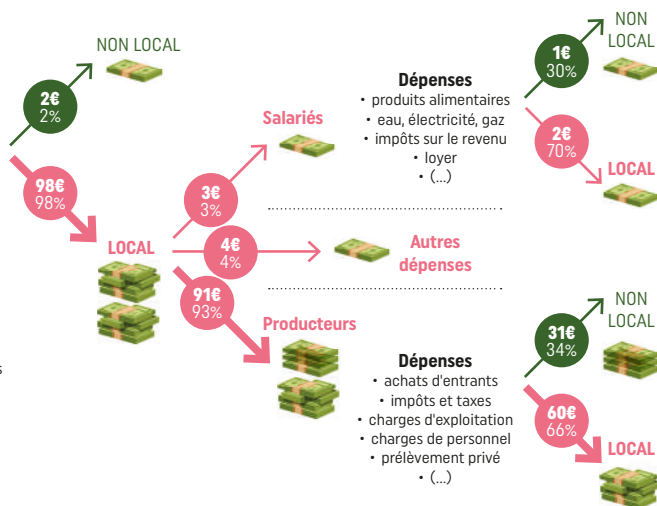 NON LOCAL
2€
2%
98€
98%
LOCAL
Salariés
3€
3%
4€
4%
Autres
dépenses
91€
93%
Producteurs
Dépenses
• produits alimentaires
• eau, électricité, gaz
• impôts sur le revenu
• loyer
• (...)
1€
30%
NON
LOCAL
2€
70%
LOCAL
Dépenses
• achats d'entrants
• impôts et taxes
• charges d'exploitation
• charges de personnel
• prélèvement privé
• (...)
31€
34%
NON
LOCAL
60€
66%
LOCAL
s